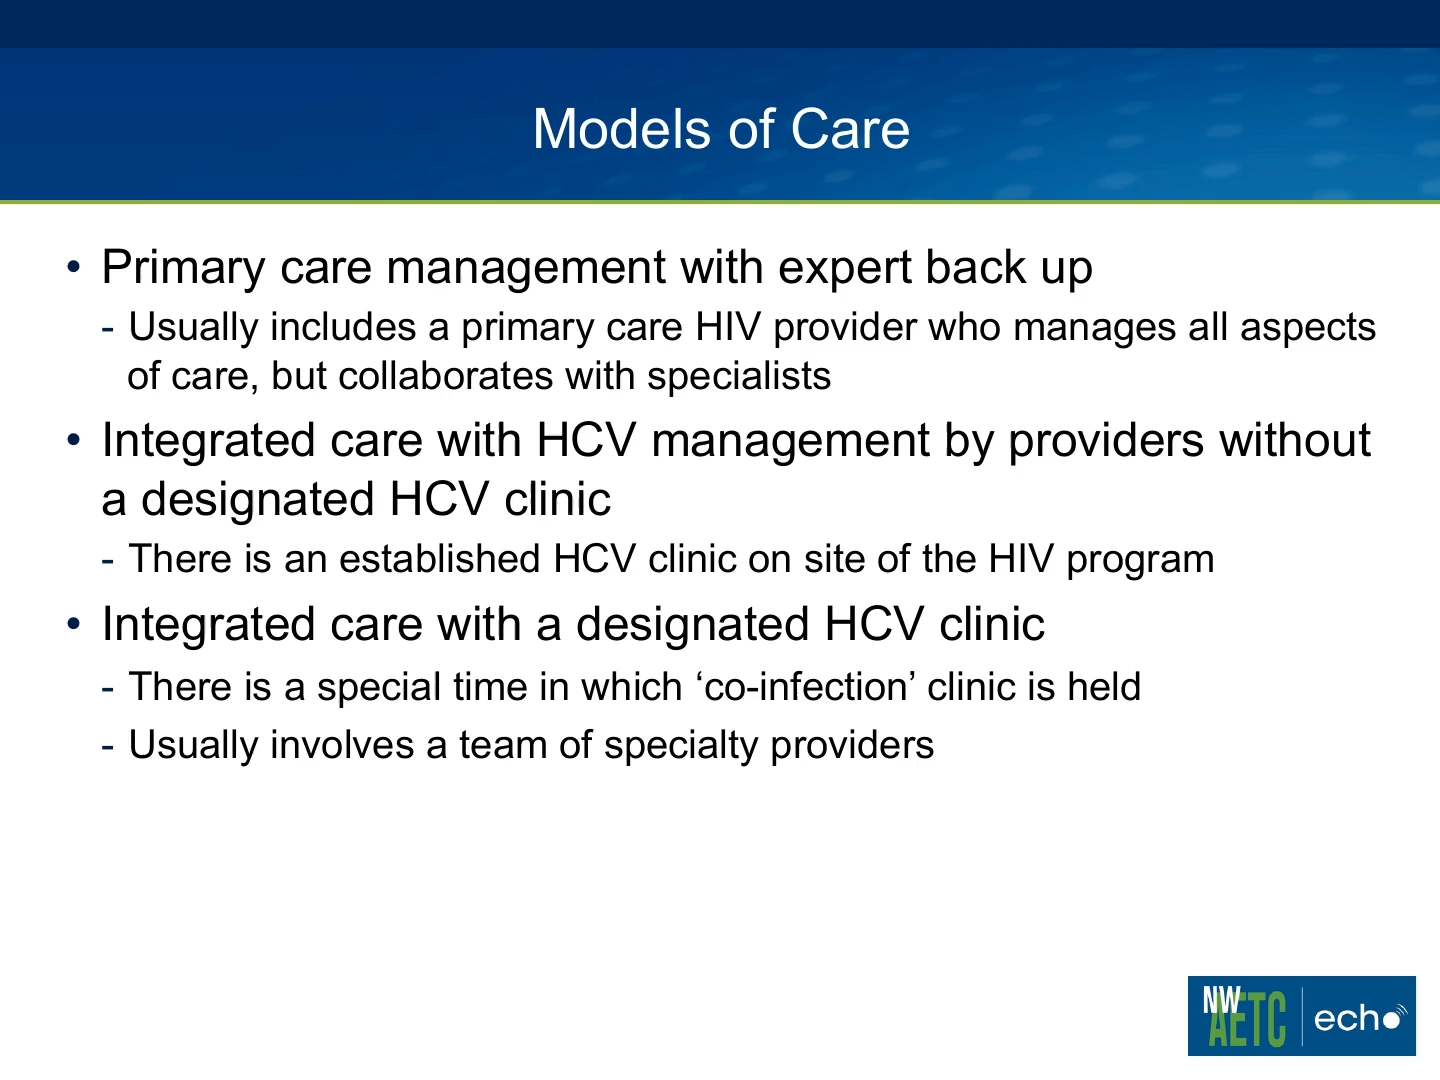 Models of Care
• Primary care management with expert back up
- Usually includes a primary care HIV provider who manages all aspects
of care, but collaborates with specialists
• Integrated care with HCV management by providers without
a designated HCV clinic
- There is an established HCV clinic on site of the HIV program
• Integrated care with a designated HCV clinic
- There is a special time in which ‘co-infection’ clinic is held
- Usually involves a team of specialty providers
NW
AETC
echo